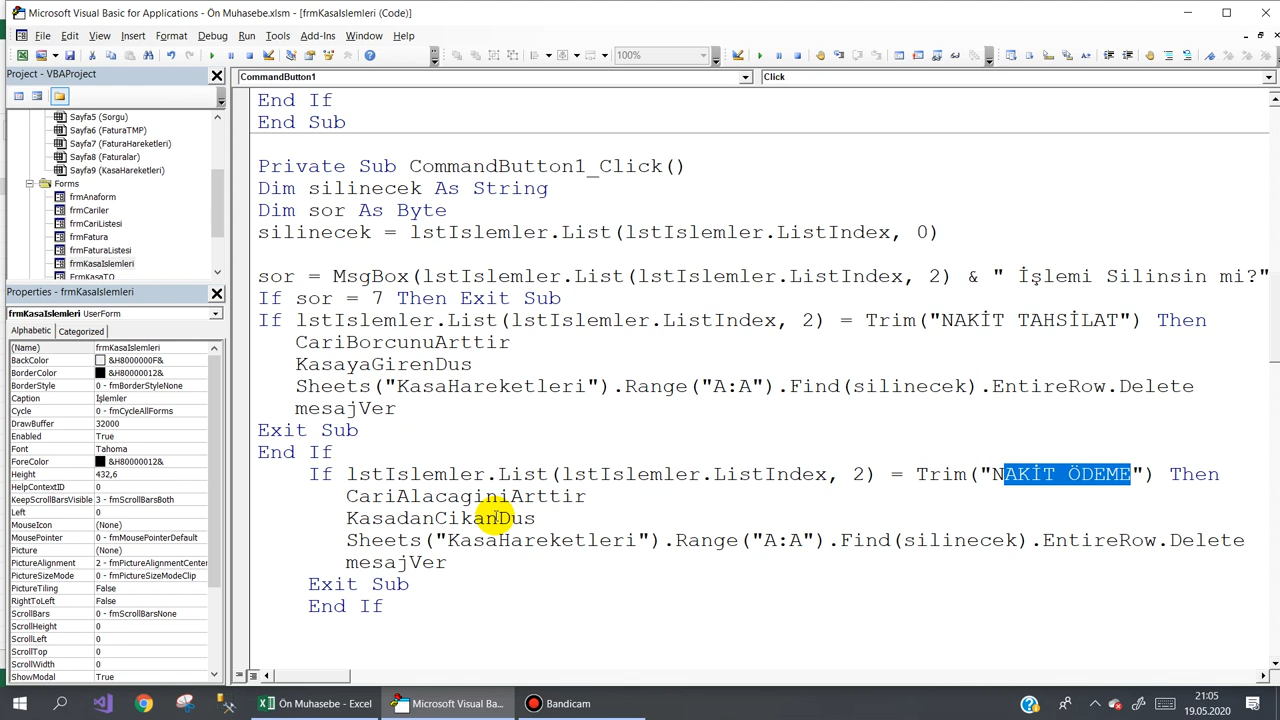 Microsoft Visual Basic for Applications - Ön Muhasebe.xlsm - [frmKasaIslemleri (Code)]
File Edit View Insert Format Debug Run Tools Add-Ins Window Help
100%
Project - VBAProject
CommandButton1
Click
Sayfa5 (Sorgu)
Sayfa6 (FaturaTMP)
Sayfa7 (FaturaHareketleri)
Sayfa8 (Faturalar)
Sayfa9 (KasaHareketleri)
Forms
frmAnaform
frmCariler
frmCariListesi
frmFatura
frmFaturaListesi
frmKasaIslemleri
FrmKasaTO
Properties - frmKasaIslemleri
frmKasaIslemleri UserForm
Alphabetic Categorized
(Name) frmKasaIslemleri
BackColor &H8000000F&
BorderColor &H80000012&
BorderStyle 0 - fmBorderStyleNone
Caption İşlemler
Cycle 0 - fmCycleAllForms
DrawBuffer 32000
Enabled True
Font Tahoma
ForeColor &H80000012&
Height 432,6
HelpContextID 0
KeepScrollBarsVisible 3 - fmScrollBarsBoth
Left 0
MouseIcon (None)
MousePointer 0 - fmMousePointerDefault
Picture (None)
PictureAlignment 2 - fmPictureAlignmentCenter
PictureSizeMode 0 - fmPictureSizeModeClip
PictureTiling False
RightToLeft False
ScrollBars 0 - fmScrollBarsNone
ScrollHeight 0
ScrollLeft 0
ScrollTop 0
ScrollWidth 0
ShowModal True
End If
End Sub
Private Sub CommandButton1_Click()
Dim silinecek As String
Dim sor As Byte
silinecek = lstIslemler.List(lstIslemler.ListIndex, 0)
sor = MsgBox(lstIslemler.List(lstIslemler.ListIndex, 2) & " İşlemi Silinsin mi?"
If sor = 7 Then Exit Sub
If lstIslemler.List(lstIslemler.ListIndex, 2) = Trim("NAKİT TAHSİLAT") Then
CariBorcunuArttir
KasayaGirenDus
Sheets("KasaHareketleri").Range("A:A").Find(silinecek).EntireRow.Delete
mesajVer
Exit Sub
End If
If lstIslemler.List(lstIslemler.ListIndex, 2) = Trim("NAKİT ÖDEME") Then
CariAlacaginiArttir
KasadanCikanDus
Sheets("KasaHareketleri").Range("A:A").Find(silinecek).EntireRow.Delete
mesajVer
Exit Sub
End If
Ön Muhasebe - Excel
Microsoft Visual Ba...
Bandicam
21:05
19.05.2020